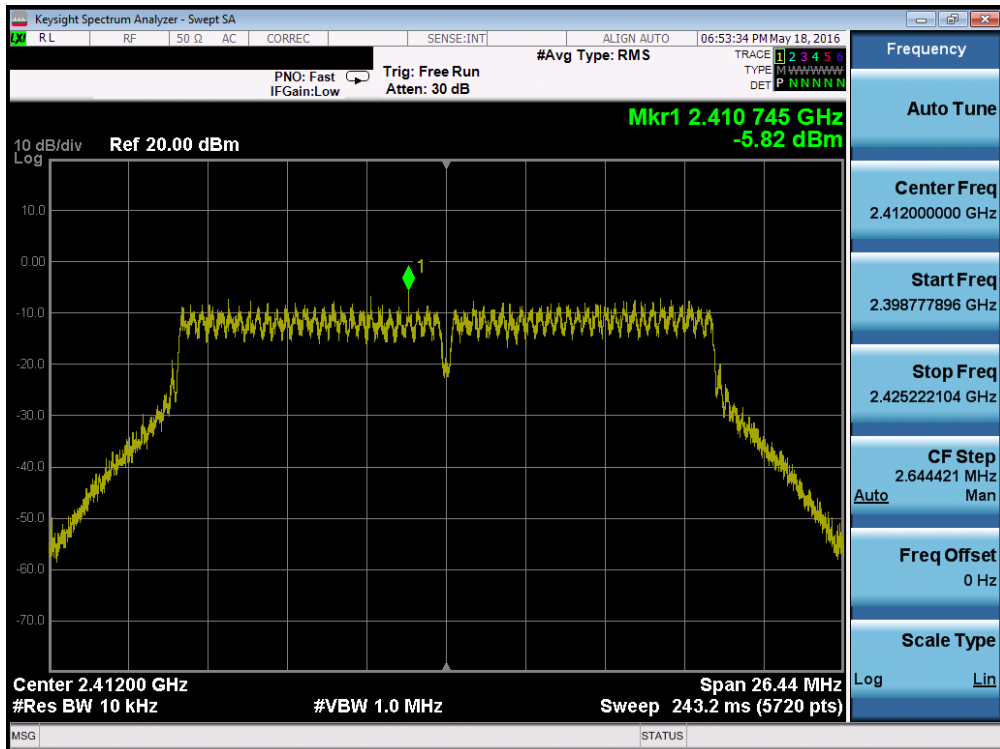 Keysight Spectrum Analyzer - Swept SA
LXI RL RF 50 Ω AC CORREC SENSE:INT ALIGN AUTO 06:53:34 PM May 18, 2016
#Avg Type: RMS TRACE 1 2 3 4 5 6
PNO: Fast Trig: Free Run TYPE M W W W W W
IFGain:Low Atten: 30 dB DET P N N N N N
Mkr1 2.410 745 GHz
-5.82 dBm
10 dB/div Ref 20.00 dBm
Log
10.0
0.00
1
-10.0
-20.0
-30.0
-40.0
-50.0
-60.0
-70.0
Center 2.41200 GHz Span 26.44 MHz
#Res BW 10 kHz #VBW 1.0 MHz Sweep 243.2 ms (5720 pts)
MSG STATUS
Frequency
Auto Tune
Center Freq
2.412000000 GHz
Start Freq
2.398777896 GHz
Stop Freq
2.425222104 GHz
CF Step
2.644421 MHz
Auto Man
Freq Offset
0 Hz
Scale Type
Log Lin